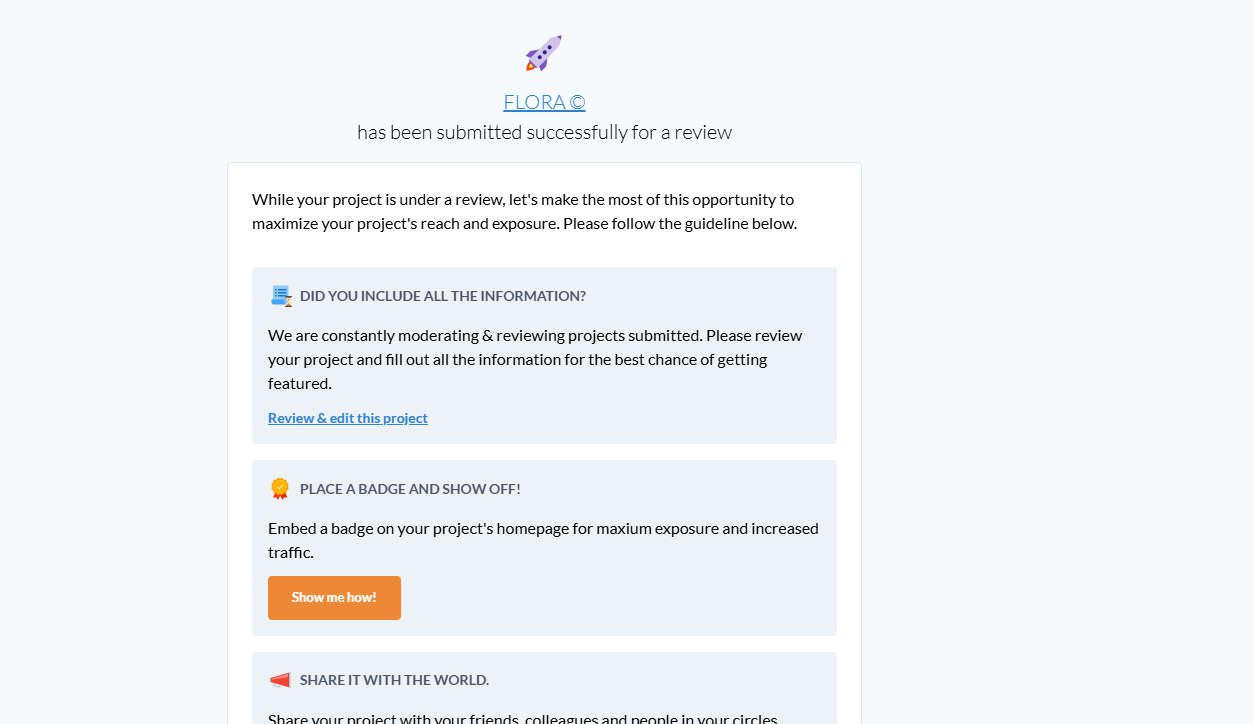 FLORA ©
has been submitted successfully for a review
While your project is under a review, let's make the most of this opportunity to
maximize your project's reach and exposure. Please follow the guideline below.
DID YOU INCLUDE ALL THE INFORMATION?
We are constantly moderating & reviewing projects submitted. Please review
your project and fill out all the information for the best chance of getting
featured.
Review & edit this project
PLACE A BADGE AND SHOW OFF!
Embed a badge on your project's homepage for maxium exposure and increased
traffic.
Show me how!
SHARE IT WITH THE WORLD.
Share your project with your friends, colleagues and people in your circles.